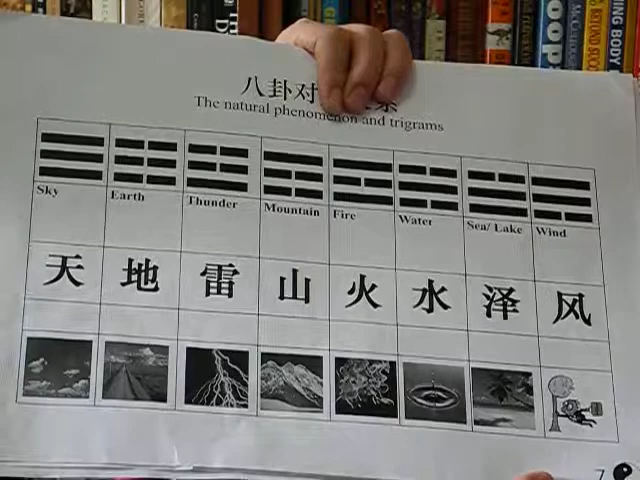 八卦对
The natural phenomenon and trigrams
Sky Earth Thunder Mountain Fire Water Sea/ Lake Wind
天 地 雷 山 火 水 泽 风
7